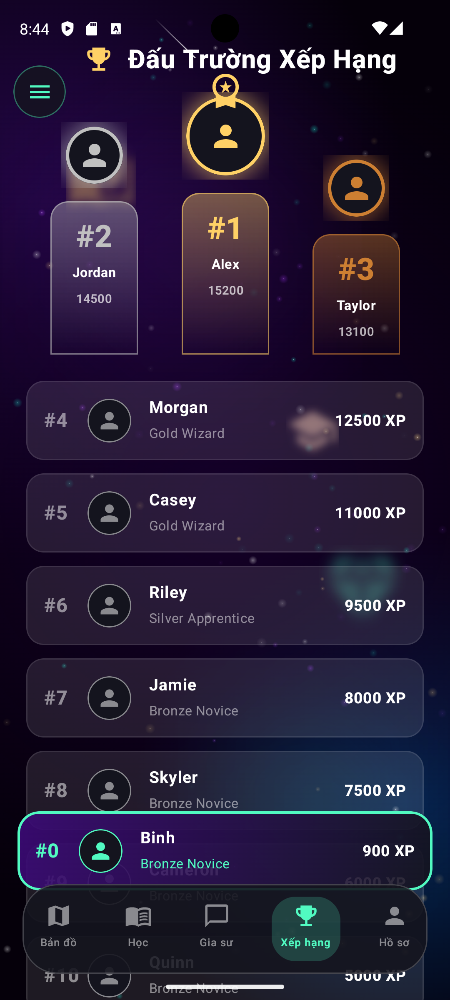 8:44
Đấu Trường Xếp Hạng
#2
Jordan
14500
#1
Alex
15200
#3
Taylor
13100
#4
Morgan
Gold Wizard
12500 XP
#5
Casey
Gold Wizard
11000 XP
#6
Riley
Silver Apprentice
9500 XP
#7
Jamie
Bronze Novice
8000 XP
#8
Skyler
Bronze Novice
7500 XP
#0
Binh
Bronze Novice
900 XP
#9
Cameron
Bronze Novice
6000 XP
Bản đồ
Học
Gia sư
Xếp hạng
Hồ sơ
#10
Quinn
Bronze Novice
5000 XP